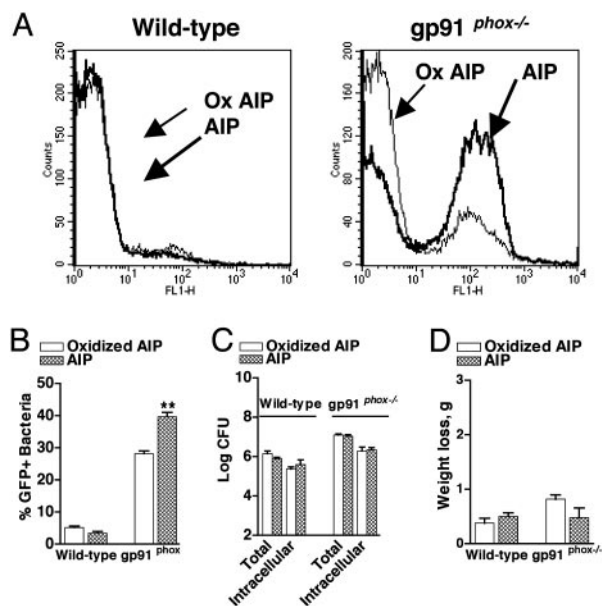 A
Wild-type
gp91 phox-/-
Counts
0 50 100 150 200 250
Ox AIP
AIP
10^0 10^1 10^2 10^3 10^4
FL1-H
Counts
0 40 80 120 160 200
Ox AIP
AIP
10^0 10^1 10^2 10^3 10^4
FL1-H
B
Oxidized AIP
AIP
% GFP+ Bacteria
0 10 20 30 40 50
**
Wild-type gp91 phox
C
Oxidized AIP
AIP
Log CFU
2 4 6 8 10
Wild-type gp91 phox-/-
Total
Intracellular
Total
Intracellular
D
Oxidized AIP
AIP
Weight loss, g
0 1 2 3
Wild-type gp91 phox-/-